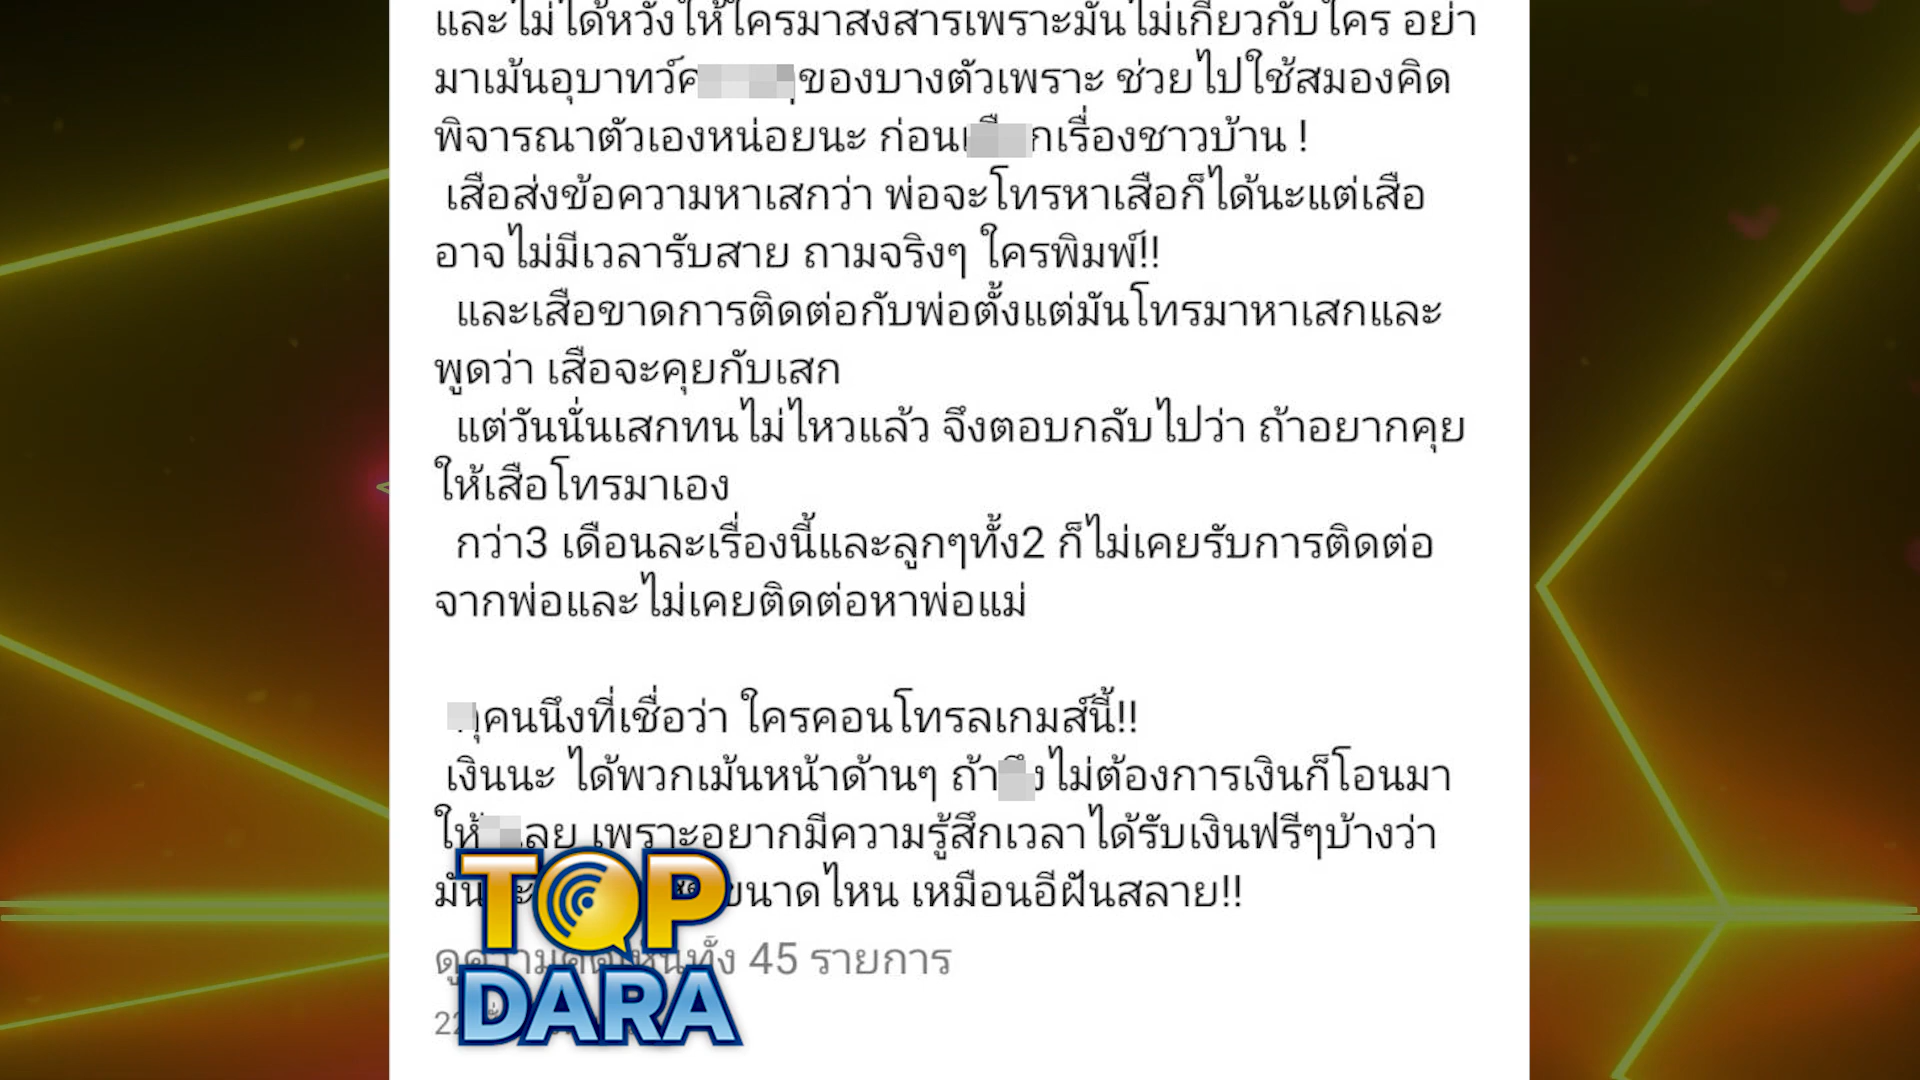 และไม่ได้หวังให้ใครมาสงสารเพราะมันไม่เกี่ยวกับใคร อย่า
มาเม้นอุบาทว์ ของบางตัวเพราะ ช่วยไปใช้สมองคิด
พิจารณาตัวเองหน่อยนะ ก่อน เรื่องชาวบ้าน !
เสือส่งข้อความหาเสกว่า พ่อจะโทรหาเสือก็ได้นะแต่เสือ
อาจไม่มีเวลารับสาย ถามจริงๆ ใครพิมพ์!!
และเสือขาดการติดต่อกับพ่อตั้งแต่มันโทรมาหาเสกและ
พูดว่า เสือจะคุยกับเสก
แต่วันนั่นเสกทนไม่ไหวแล้ว จึงตอบกลับไปว่า ถ้าอยากคุย
ให้เสือโทรมาเอง
กว่า3 เดือนละเรื่องนี้และลูกๆทั้ง2 ก็ไม่เคยรับการติดต่อ
จากพ่อและไม่เคยติดต่อหาพ่อแม่
คนนึงที่เชื่อว่า ใครคอนโทรลเกมส์นี้!!
เงินนะ ได้พวกเม้นหน้าด้านๆ ถ้า ไม่ต้องการเงินก็โอนมา
ให้ เลย เพราะอยากมีความรู้สึกเวลาได้รับเงินฟรีๆบ้างว่า
มัน ขนาดไหน เหมือนอีฝันสลาย!!
ดูความคิดเห็นทั้ง 45 รายการ
TOP
DARA